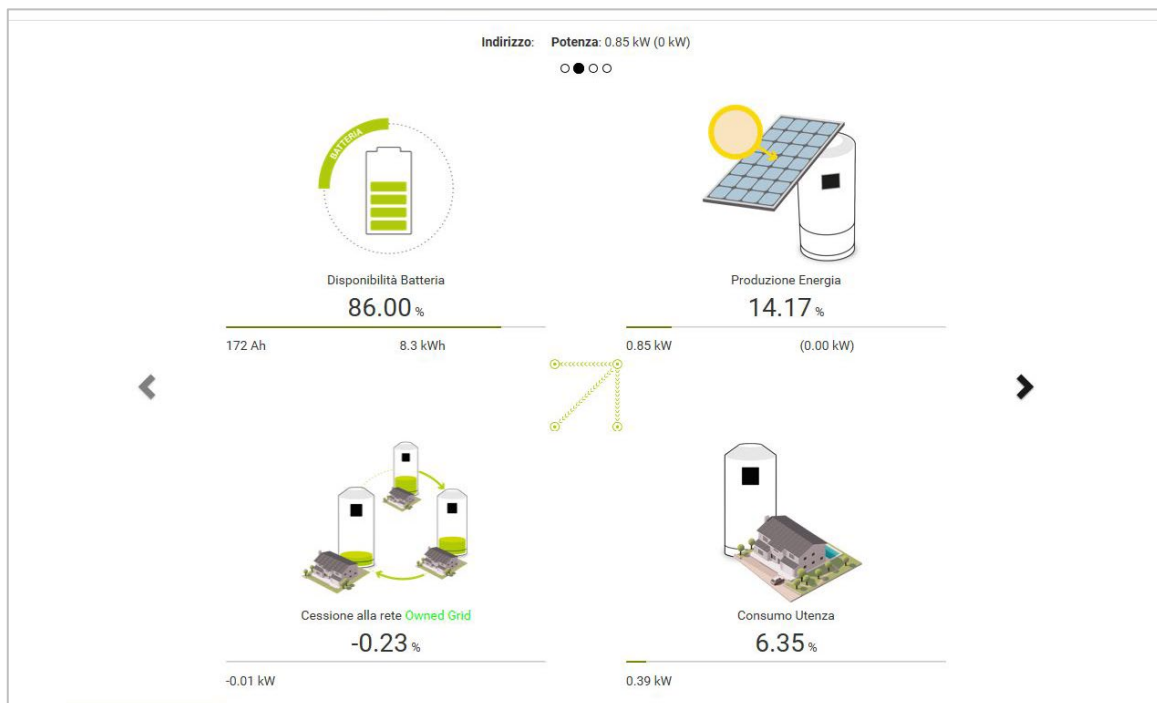 Indirizzo: Potenza: 0.85 kW (0 kW)
BATTERIA
Disponibilità Batteria
86.00 %
172 Ah 8.3 kWh
Produzione Energia
14.17 %
0.85 kW (0.00 kW)
Cessione alla rete Owned Grid
-0.23 %
-0.01 kW
Consumo Utenza
6.35 %
0.39 kW